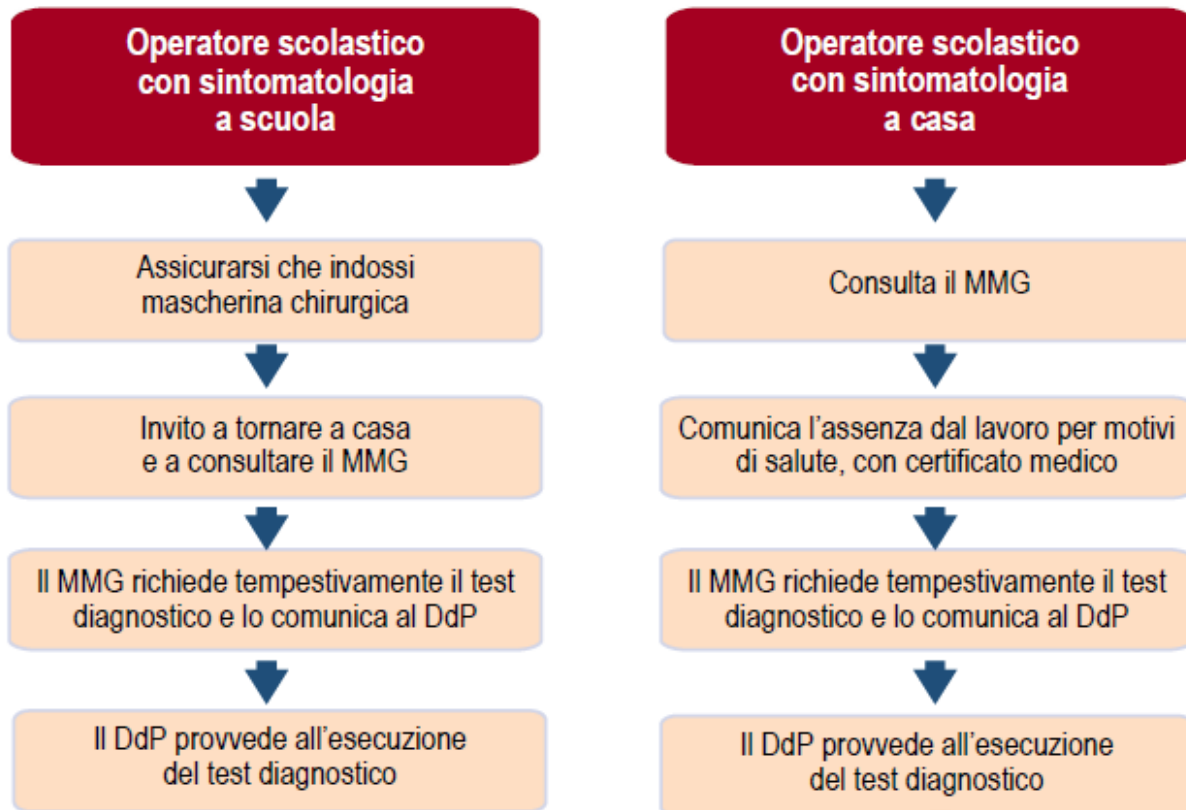 Operatore scolastico
con sintomatologia
a scuola
Assicurarsi che indossi
mascherina chirurgica
Invito a tornare a casa
e a consultare il MMG
Il MMG richiede tempestivamente il test
diagnostico e lo comunica al DdP
Il DdP provvede all’esecuzione
del test diagnostico
Operatore scolastico
con sintomatologia
a casa
Consulta il MMG
Comunica l’assenza dal lavoro per motivi
di salute, con certificato medico
Il MMG richiede tempestivamente il test
diagnostico e lo comunica al DdP
Il DdP provvede all’esecuzione
del test diagnostico